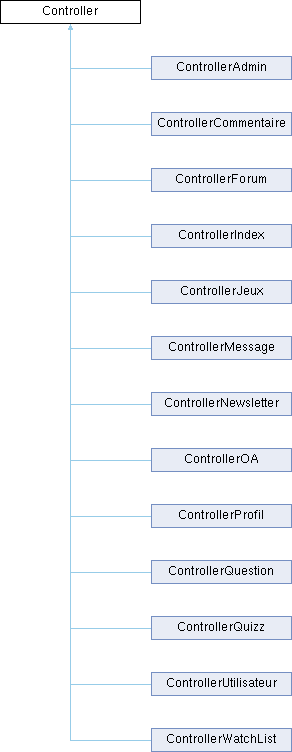 Controller
ControllerAdmin
ControllerCommentaire
ControllerForum
ControllerIndex
ControllerJeux
ControllerMessage
ControllerNewsletter
ControllerOA
ControllerProfil
ControllerQuestion
ControllerQuizz
ControllerUtilisateur
ControllerWatchList